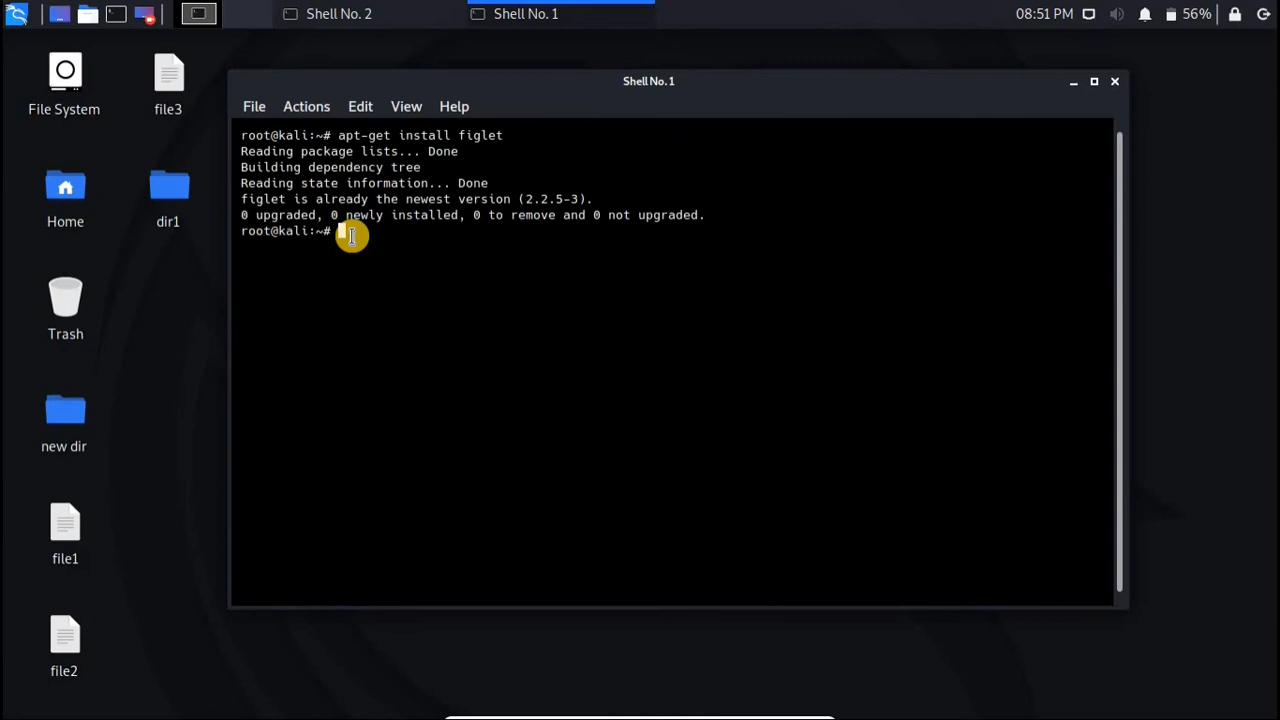 Shell No. 2
Shell No. 1
08:51 PM
56%
File System
file3
Home
dir1
Trash
new dir
file1
file2
Shell No. 1
File Actions Edit View Help
root@kali:~# apt-get install figlet
Reading package lists... Done
Building dependency tree
Reading state information... Done
figlet is already the newest version (2.2.5-3).
0 upgraded, 0 newly installed, 0 to remove and 0 not upgraded.
root@kali:~#